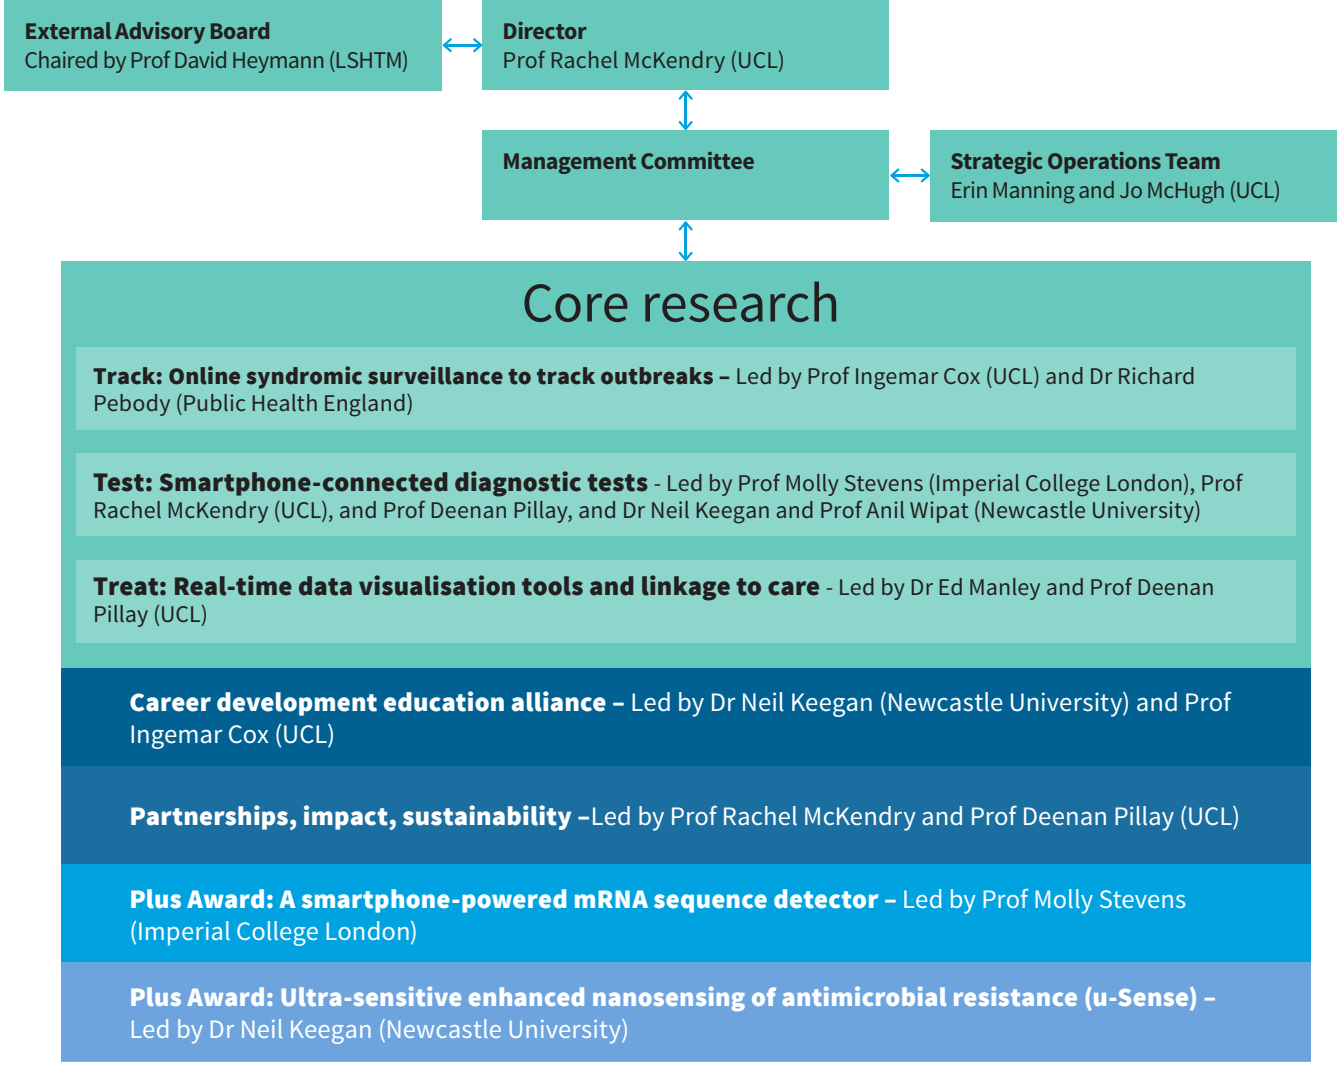 External Advisory Board
Chaired by Prof David Heymann (LSHTM)
Director
Prof Rachel McKendry (UCL)
Management Committee
Strategic Operations Team
Erin Manning and Jo McHugh (UCL)
Core research
Track: Online syndromic surveillance to track outbreaks – Led by Prof Ingemar Cox (UCL) and Dr Richard
Pebody (Public Health England)
Test: Smartphone-connected diagnostic tests - Led by Prof Molly Stevens (Imperial College London), Prof
Rachel McKendry (UCL), and Prof Deenan Pillay, and Dr Neil Keegan and Prof Anil Wipat (Newcastle University)
Treat: Real-time data visualisation tools and linkage to care - Led by Dr Ed Manley and Prof Deenan
Pillay (UCL)
Career development education alliance – Led by Dr Neil Keegan (Newcastle University) and Prof
Ingemar Cox (UCL)
Partnerships, impact, sustainability –Led by Prof Rachel McKendry and Prof Deenan Pillay (UCL)
Plus Award: A smartphone-powered mRNA sequence detector – Led by Prof Molly Stevens
(Imperial College London)
Plus Award: Ultra-sensitive enhanced nanosensing of antimicrobial resistance (u-Sense) –
Led by Dr Neil Keegan (Newcastle University)